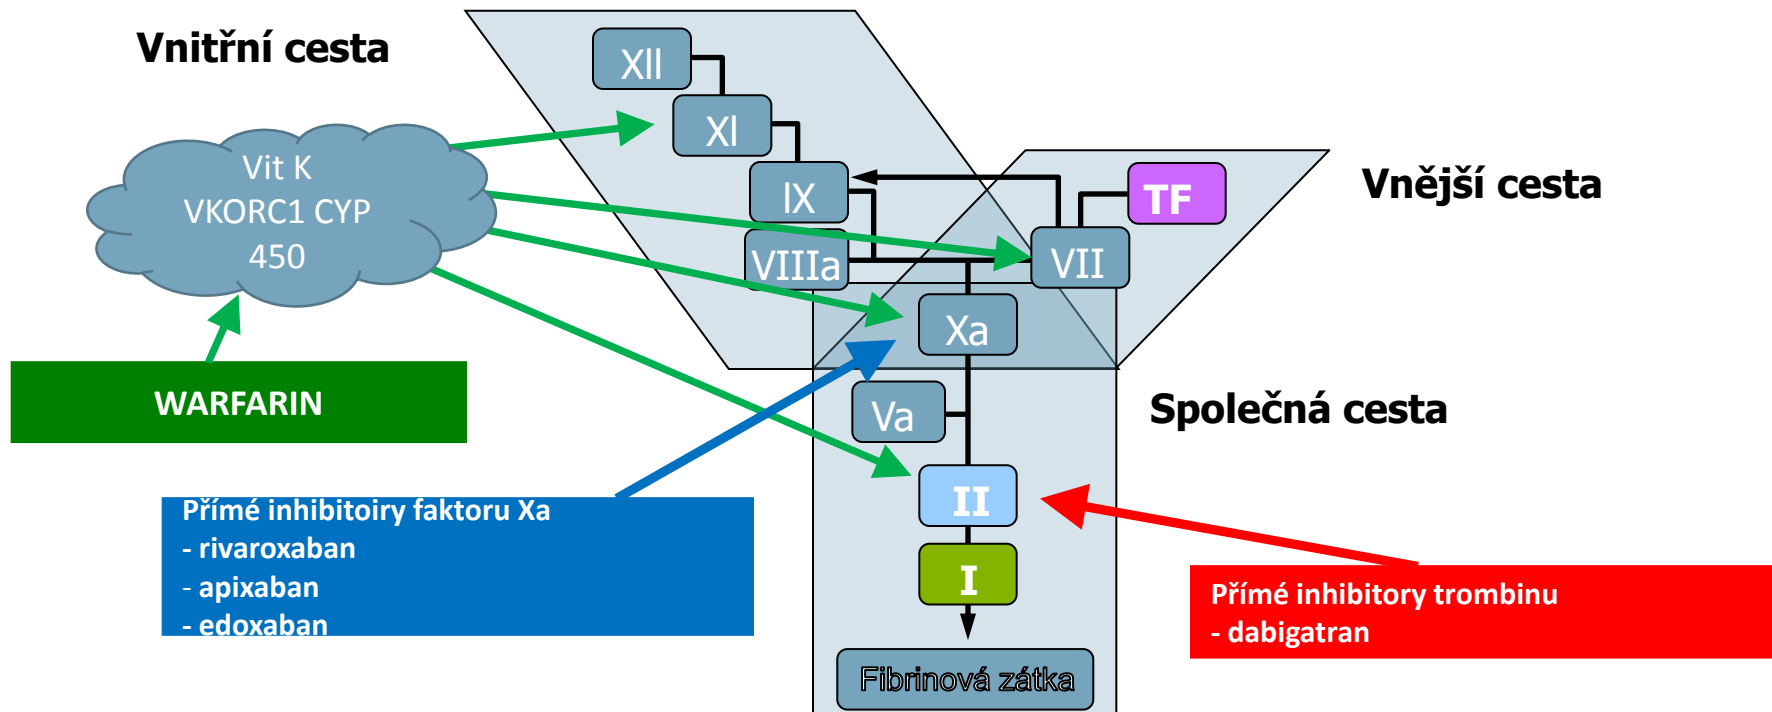 Vnitřní cesta
XII
XI
Vit K
VKORC1 CYP
450
IX
TF
Vnější cesta
VIIIa
VII
Xa
WARFARIN
Va
Společná cesta
II
Přímé inhibitoiry faktoru Xa
- rivaroxaban
- apixaban
- edoxaban
I
Přímé inhibitory trombinu
- dabigatran
Fibrinová zátka